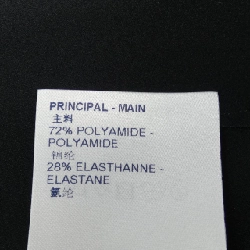 PRINCIPAL - MAIN
主料
72% POLYAMIDE -
POLYAMIDE
锦纶
28% ELASTHANNE -
ELASTANE
氨纶